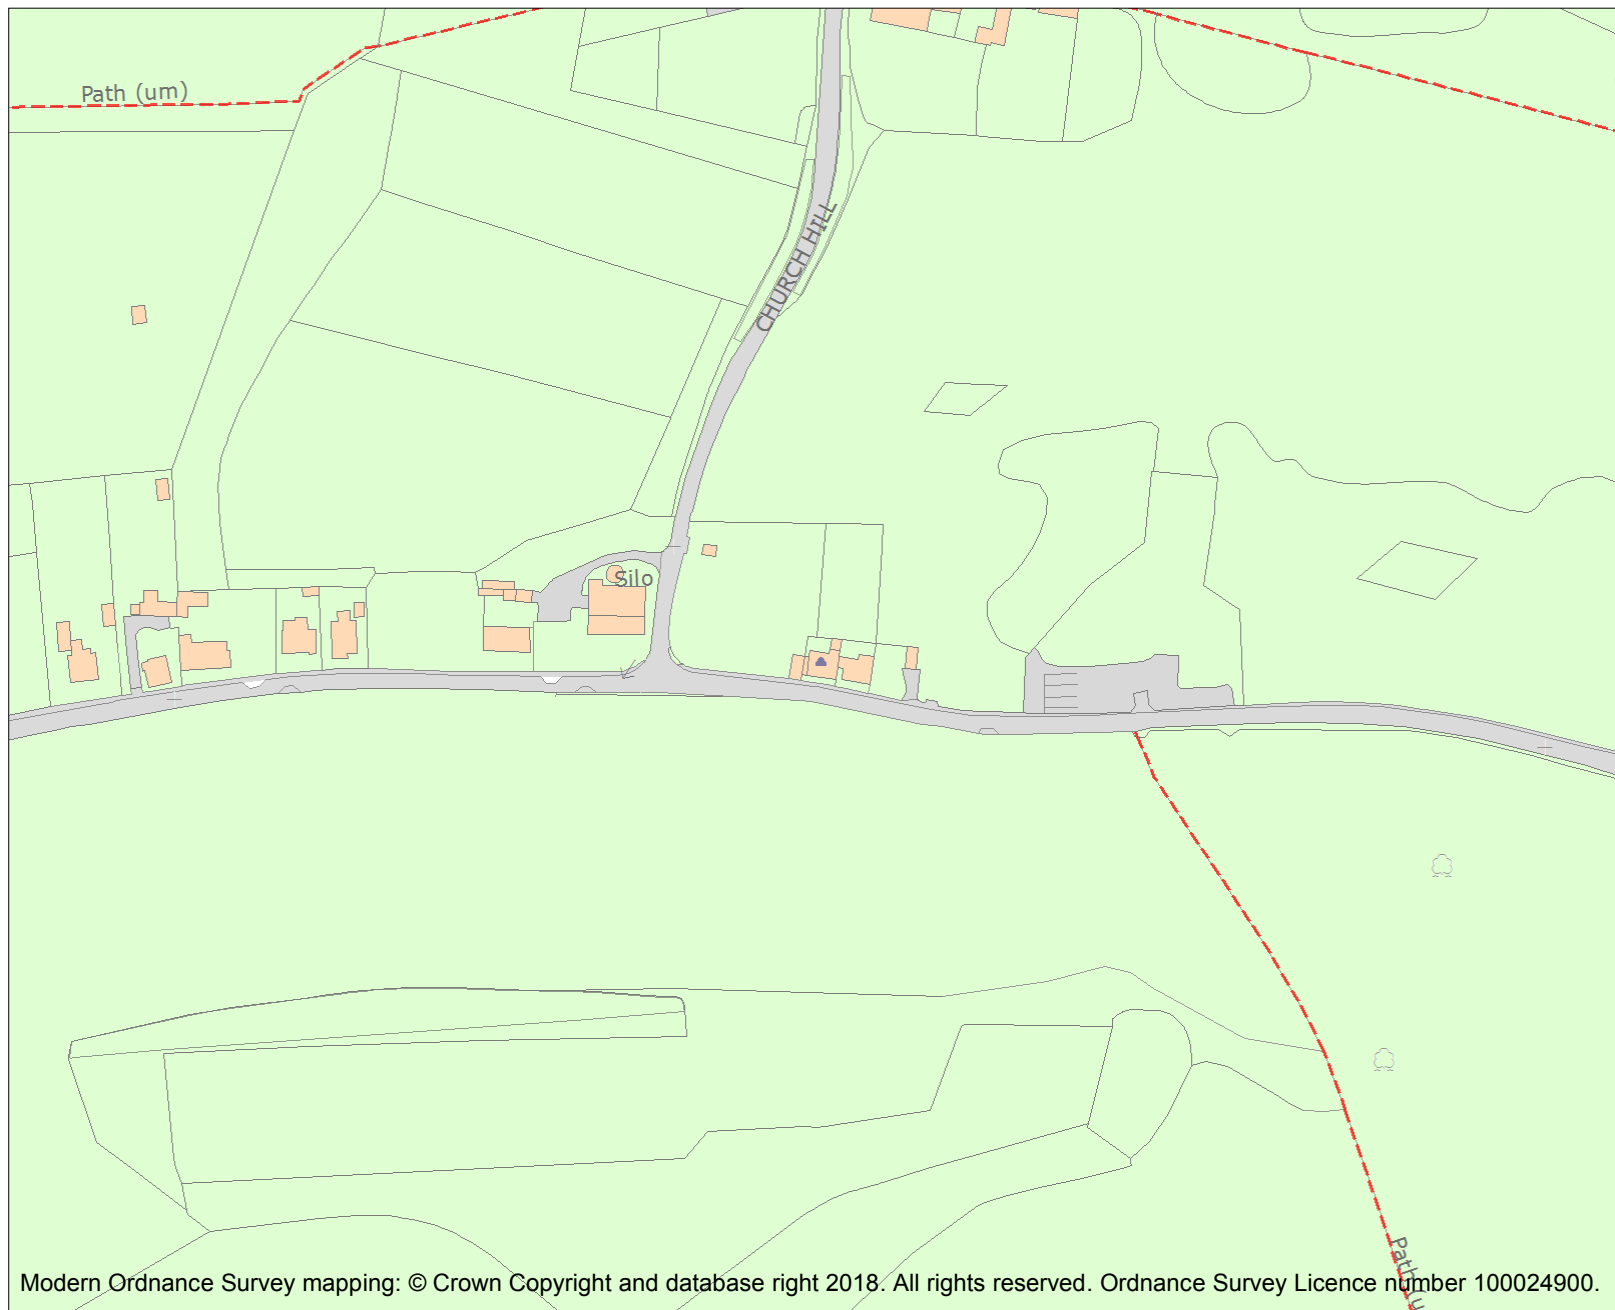 Path (um)
CHURCH HILL
Silo
Path (u
Modern Ordnance Survey mapping: © Crown Copyright and database right 2018. All rights reserved. Ordnance Survey Licence number 100024900.